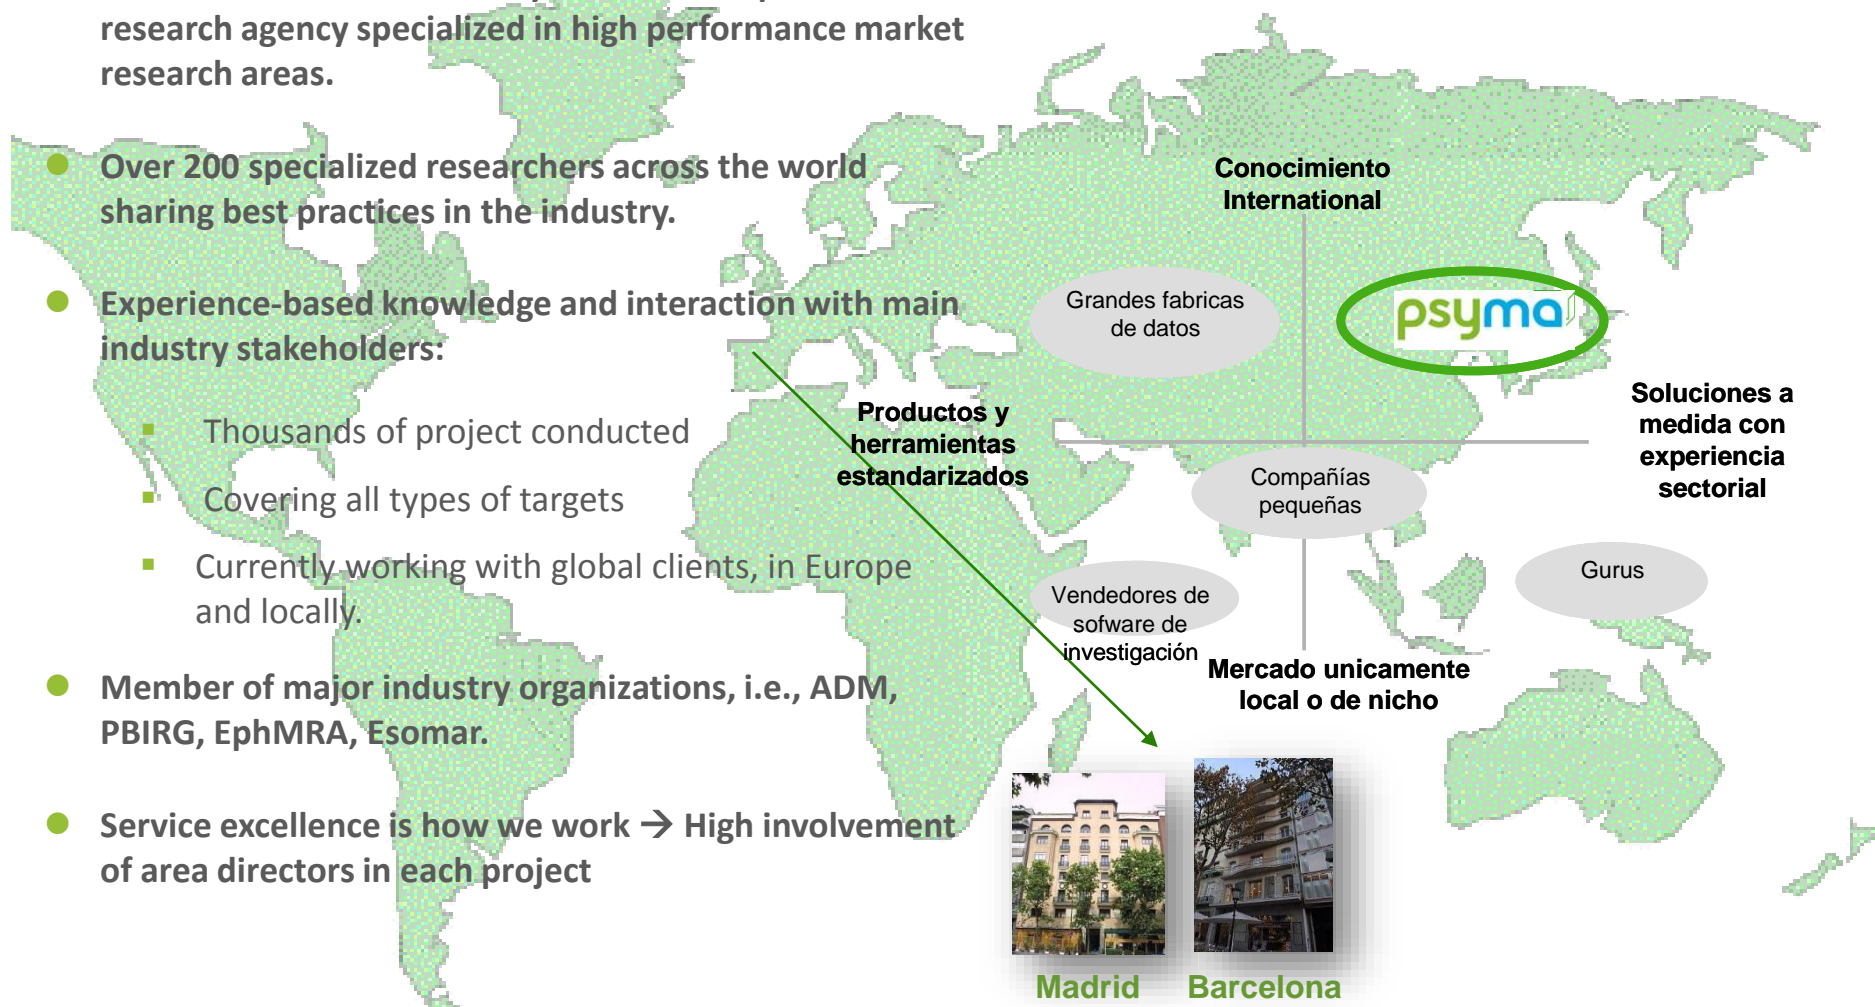 research agency specialized in high performance market
research areas.
Over 200 specialized researchers across the world
sharing best practices in the industry.
Experience-based knowledge and interaction with main
industry stakeholders:
Thousands of project conducted
Covering all types of targets
Currently working with global clients, in Europe
and locally.
Member of major industry organizations, i.e., ADM,
PBIRG, EphMRA, Esomar.
Service excellence is how we work → High involvement
of area directors in each project
Conocimiento
International
Grandes fabricas
de datos
psyma
Productos y
herramientas
estandarizados
Soluciones a
medida con
experiencia
sectorial
Compañías
pequeñas
Gurus
Vendedores de
sofware de
investigación
Mercado unicamente
local o de nicho
Madrid
Barcelona